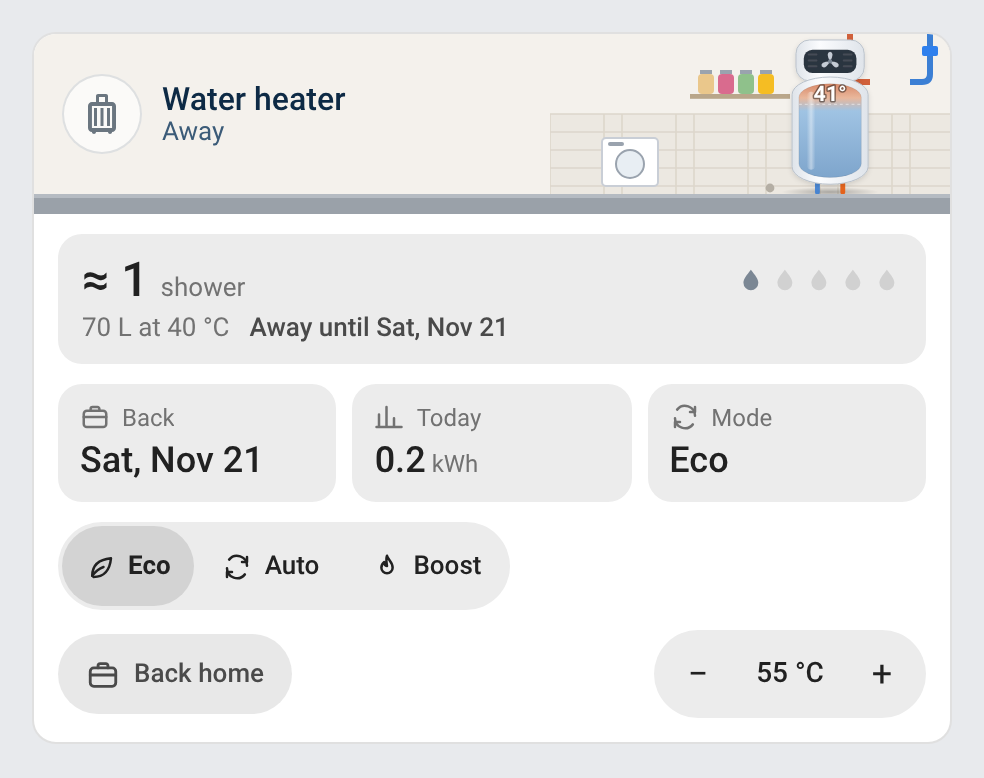 Water heater
Away
41°
≈ 1 shower
70 L at 40 °C Away until Sat, Nov 21
Back
Sat, Nov 21
Today
0.2 kWh
Mode
Eco
Eco Auto Boost
Back home
− 55 °C +